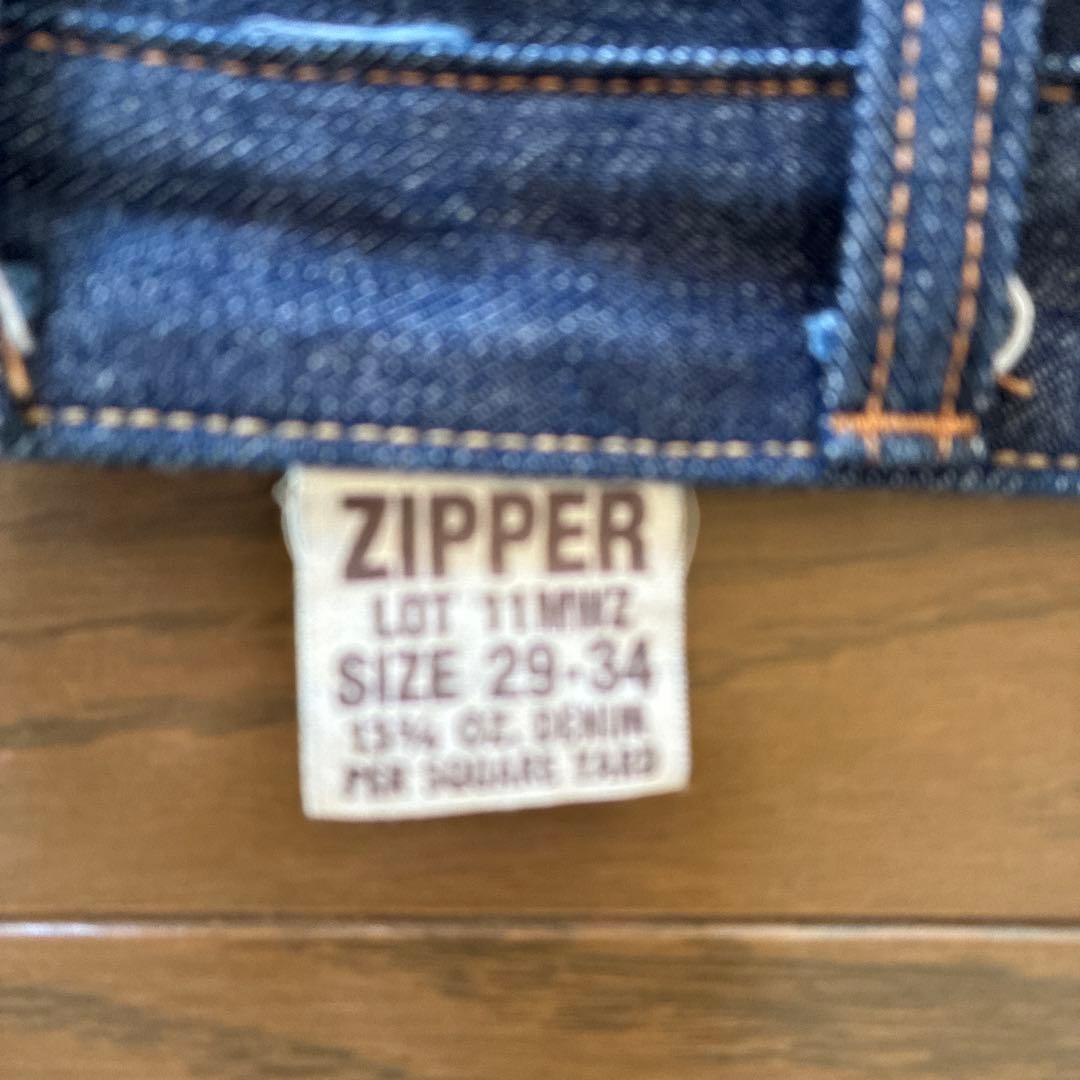 ZIPPER
LOT 11MWZ
SIZE 29-34
13¾ OZ. DENIM
PER SQUARE YARD